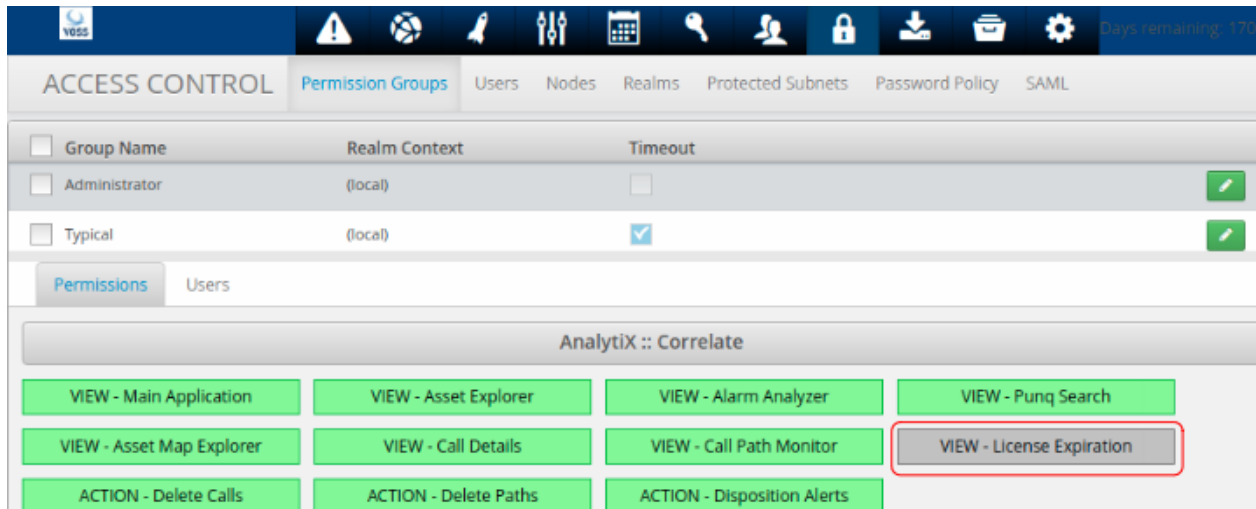 VOSS
Days remaining: 170
ACCESS CONTROL Permission Groups Users Nodes Realms Protected Subnets Password Policy SAML
Group Name Realm Context Timeout
Administrator (local)
Typical (local)
Permissions Users
AnalytiX :: Correlate
VIEW - Main Application VIEW - Asset Explorer VIEW - Alarm Analyzer VIEW - Punq Search
VIEW - Asset Map Explorer VIEW - Call Details VIEW - Call Path Monitor VIEW - License Expiration
ACTION - Delete Calls ACTION - Delete Paths ACTION - Disposition Alerts